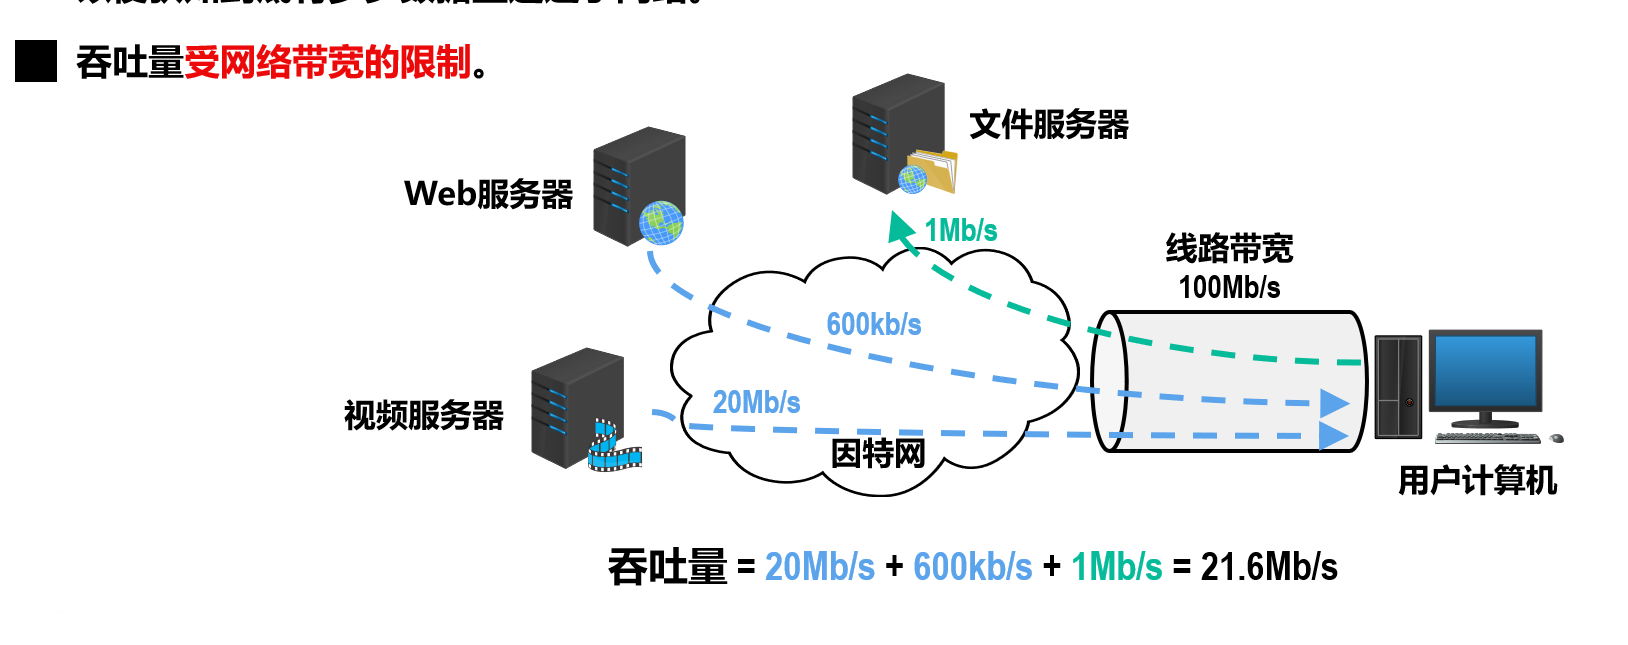 吞吐量受网络带宽的限制。
文件服务器
Web服务器
1Mb/s
线路带宽
100Mb/s
600kb/s
视频服务器
20Mb/s
因特网
用户计算机
吞吐量 = 20Mb/s + 600kb/s + 1Mb/s = 21.6Mb/s